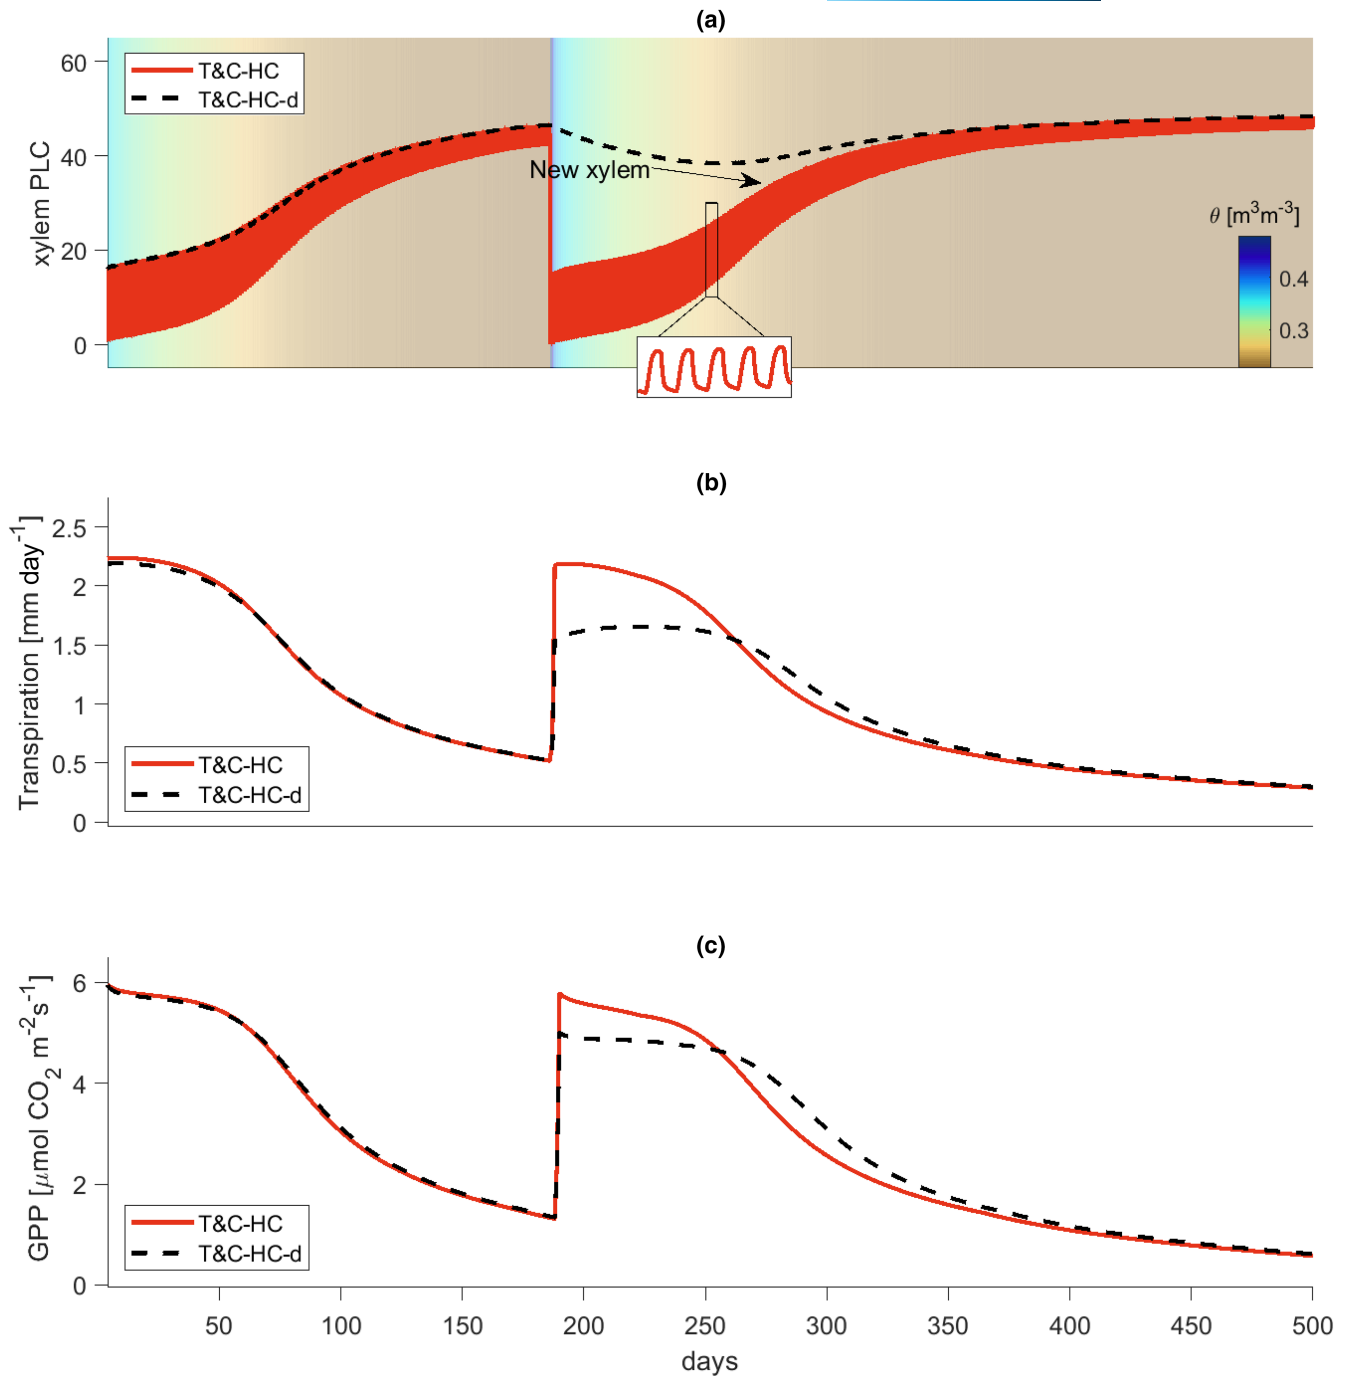 (a)
xylem PLC
60
40
20
0
T&C-HC
T&C-HC-d
New xylem
θ [m³m⁻³]
0.4
0.3
(b)
Transpiration [mm day⁻¹]
2.5
2
1.5
1
0.5
0
T&C-HC
T&C-HC-d
(c)
GPP [μmol CO₂ m⁻²s⁻¹]
6
4
2
0
T&C-HC
T&C-HC-d
50 100 150 200 250 300 350 400 450 500
days